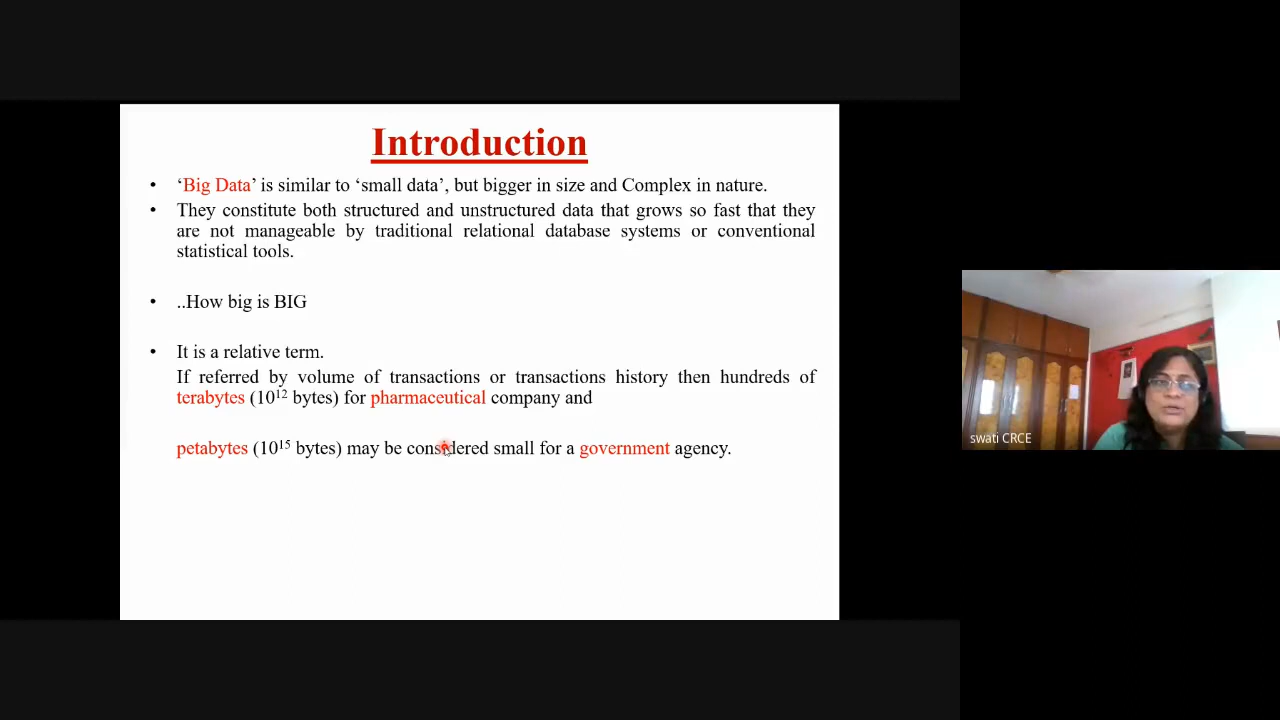 Introduction
• ‘Big Data’ is similar to ‘small data’, but bigger in size and Complex in nature.
• They constitute both structured and unstructured data that grows so fast that they
are not manageable by traditional relational database systems or conventional
statistical tools.
• ..How big is BIG
• It is a relative term.
If referred by volume of transactions or transactions history then hundreds of
terabytes (10¹² bytes) for pharmaceutical company and
petabytes (10¹⁵ bytes) may be considered small for a government agency.
swati CRCE